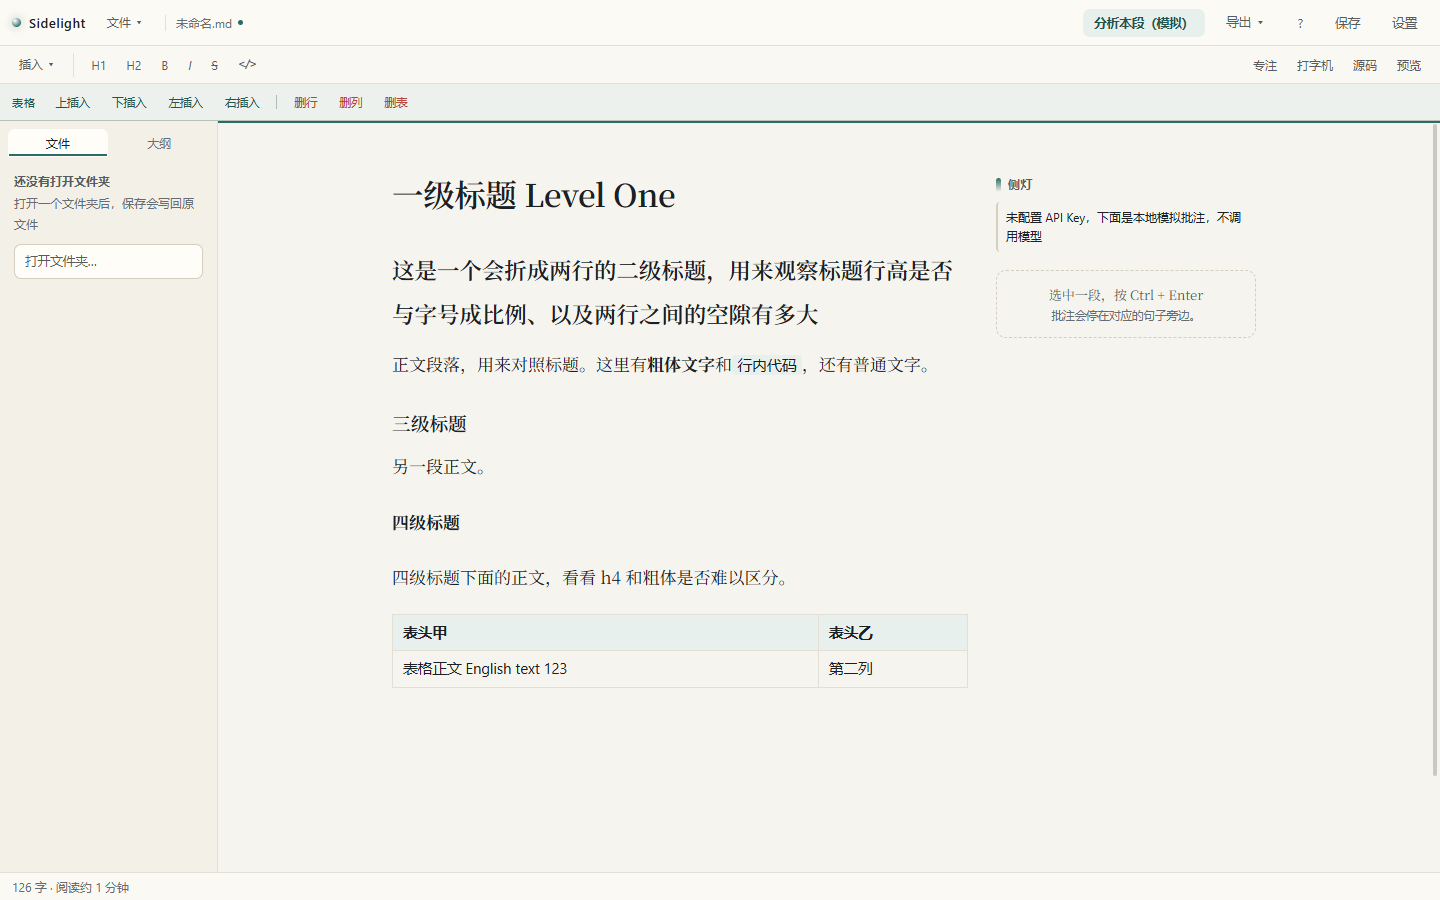 Sidelight 文件 未命名.md 分析本段（模拟） 导出 ? 保存 设置
插入 H1 H2 B I S </> 专注 打字机 源码 预览
表格 上插入 下插入 左插入 右插入 删行 删列 删表
文件 大纲
还没有打开文件夹
打开一个文件夹后，保存会写回原
文件
打开文件夹...
一级标题 Level One
这是一个会折成两行的二级标题，用来观察标题行高是否
与字号成比例、以及两行之间的空隙有多大
正文段落，用来对照标题。这里有粗体文字和 行内代码 ，还有普通文字。
三级标题
另一段正文。
四级标题
四级标题下面的正文，看看 h4 和粗体是否难以区分。
表头甲 表头乙
表格正文 English text 123 第二列
侧灯
未配置 API Key，下面是本地模拟批注，不调
用模型
选中一段，按 Ctrl + Enter
批注会停在对应的句子旁边。
126 字 · 阅读约 1 分钟